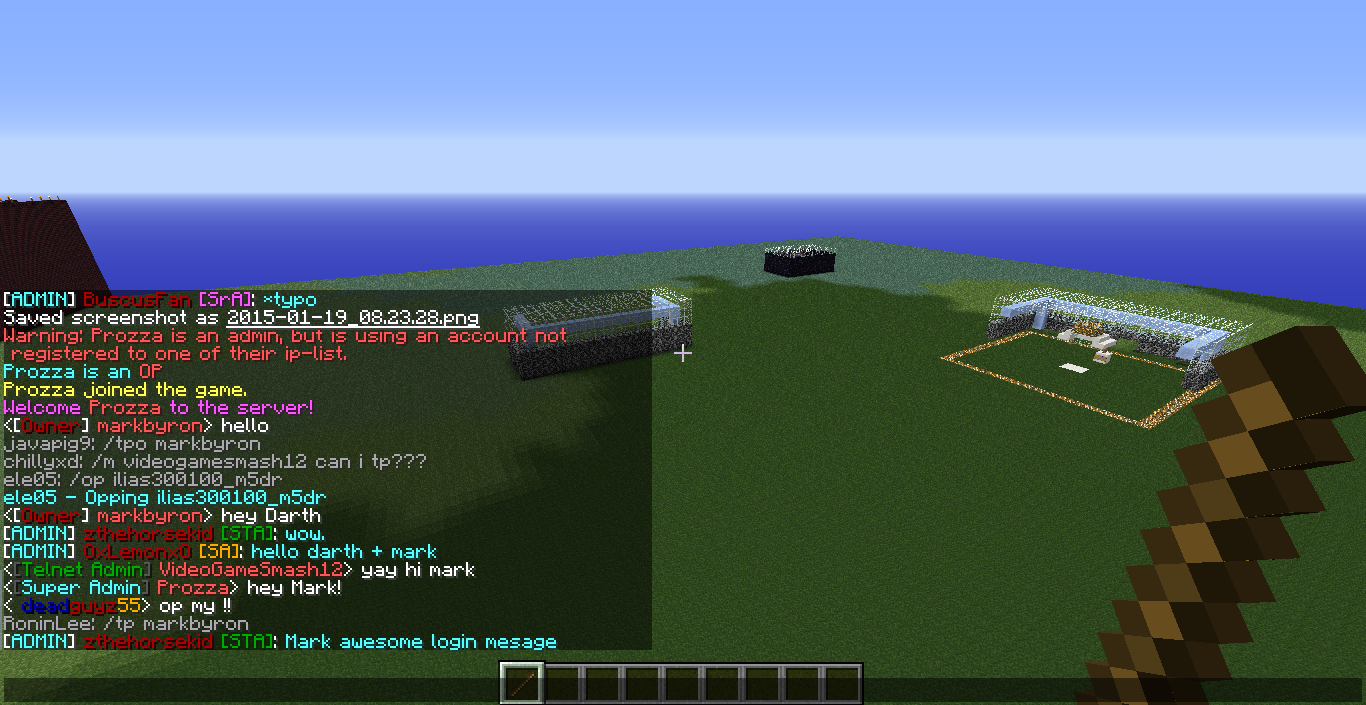 [ADMIN] BuscusFan [SrA]: *typo
Saved screenshot as 2015-01-19_08.23.28.png
Warning: Prozza is an admin, but is using an account not
registered to one of their ip-list.
Prozza is an OP
Prozza joined the game.
Welcome Prozza to the server!
<[Owner] markbyron> hello
javapig9: /tpo markbyron
chillyxd: /m videogamesmash12 can i tp???
ele05: /op ilias300100_m5dr
ele05 - Opping ilias300100_m5dr
<[Owner] markbyron> hey Darth
[ADMIN] zthehorsekid [STA]: wow.
[ADMIN] 0xLemonx0 [SA]: hello darth + mark
<[Telnet Admin] VideoGameSmash12> yay hi mark
<[Super Admin] Prozza> hey Mark!
< deadguyz55> op my !!
RoninLee: /tp markbyron
[ADMIN] zthehorsekid [STA]: Mark awesome login mesage